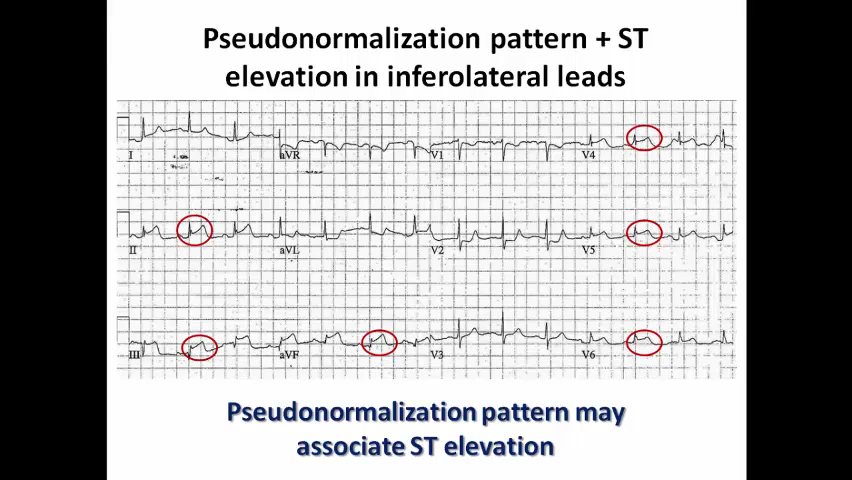 Pseudonormalization pattern + ST
elevation in inferolateral leads
I aVR V1 V4
II aVL V2 V5
III aVF V3 V6
Pseudonormalization pattern may
associate ST elevation